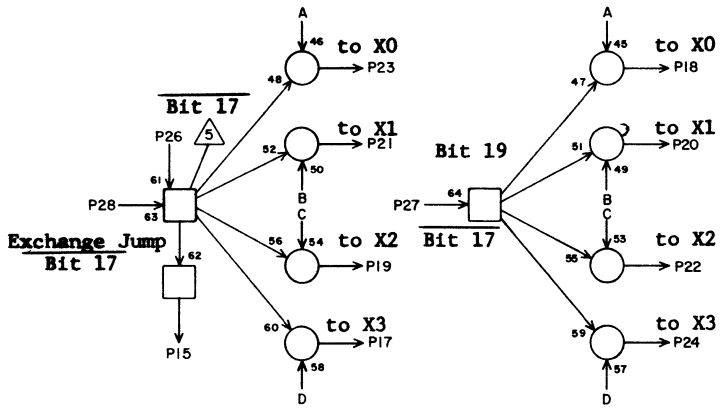 A
46
to X0
P23
48
Bit 17
5
P26
to X1
52
P21
50
61
P28
63
B
C
Exchange Jump
Bit 17
62
56
54
to X2
P19
P15
60
to X3
P17
58
D
A
45
to X0
P18
47
Bit 19
to X1
51
P20
49
P27
64
Bit 17
B
C
53
to X2
55
P22
to X3
59
P24
57
D